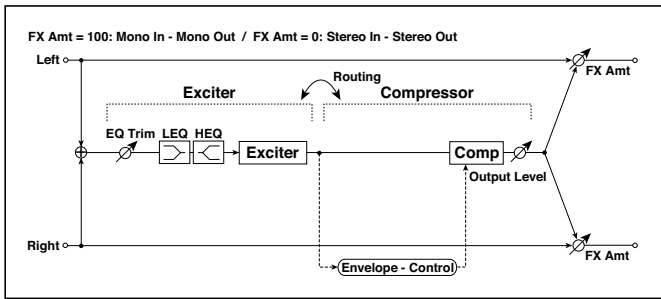 FX Amt = 100: Mono In - Mono Out / FX Amt = 0: Stereo In - Stereo Out
Left
FX Amt
Routing
Exciter
Compressor
EQ Trim
LEQ
HEQ
Exciter
Comp
Output Level
Right
FX Amt
Envelope - Control